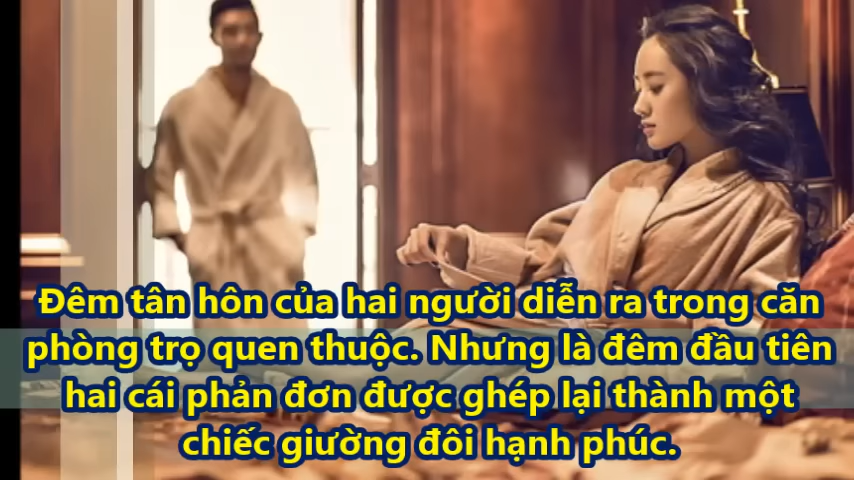 Đêm tân hôn của hai người diễn ra trong căn
phòng trọ quen thuộc. Nhưng là đêm đầu tiên
hai cái phản đơn được ghép lại thành một
chiếc giường đôi hạnh phúc.